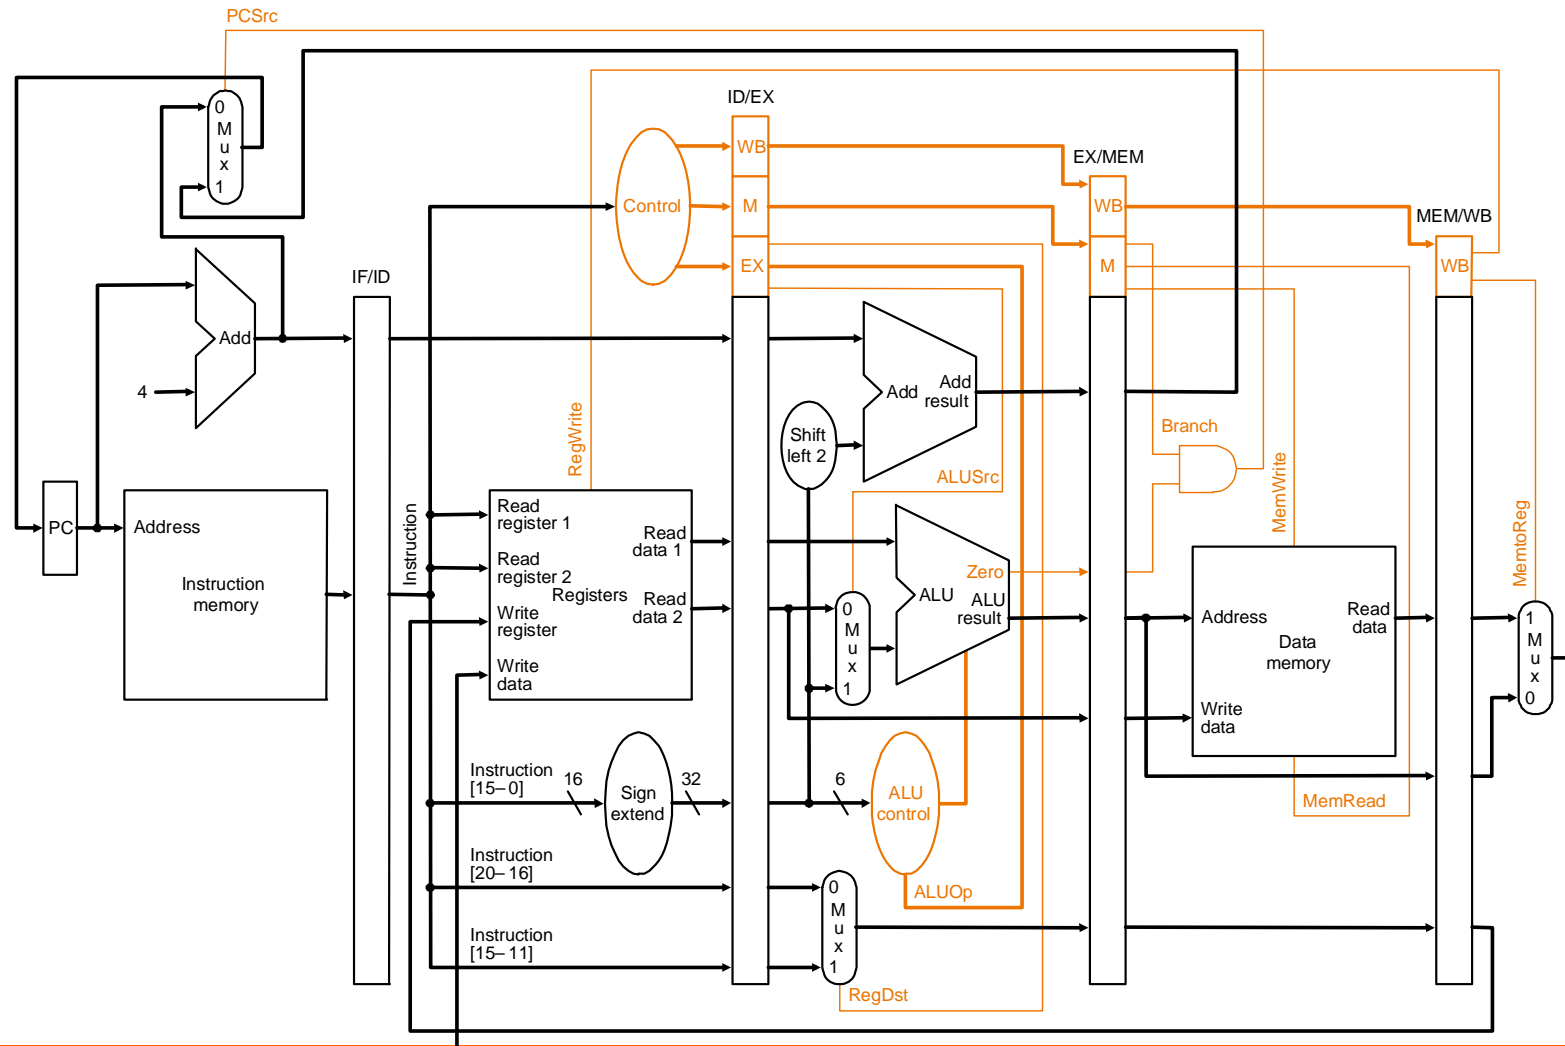 PCSrc
ID/EX
0
M
u
x
1
WB
EX/MEM
Control
M
WB
MEM/WB
IF/ID
EX
M
WB
Add
4
Add
Add
result
Shift
left 2
Branch
RegWrite
ALUSrc
MemWrite
MemtoReg
PC
Address
Instruction
memory
Instruction
Read
register 1
Read
register 2
Write
register
Write
data
Registers
Read
data 1
Read
data 2
0
M
u
x
1
Zero
ALU
ALU
result
Address
Write
data
Data
memory
Read
data
1
M
u
x
0
Instruction
[15–0]
16
Sign
extend
32
6
ALU
control
MemRead
Instruction
[20–16]
ALUOp
Instruction
[15–11]
0
M
u
x
1
RegDst